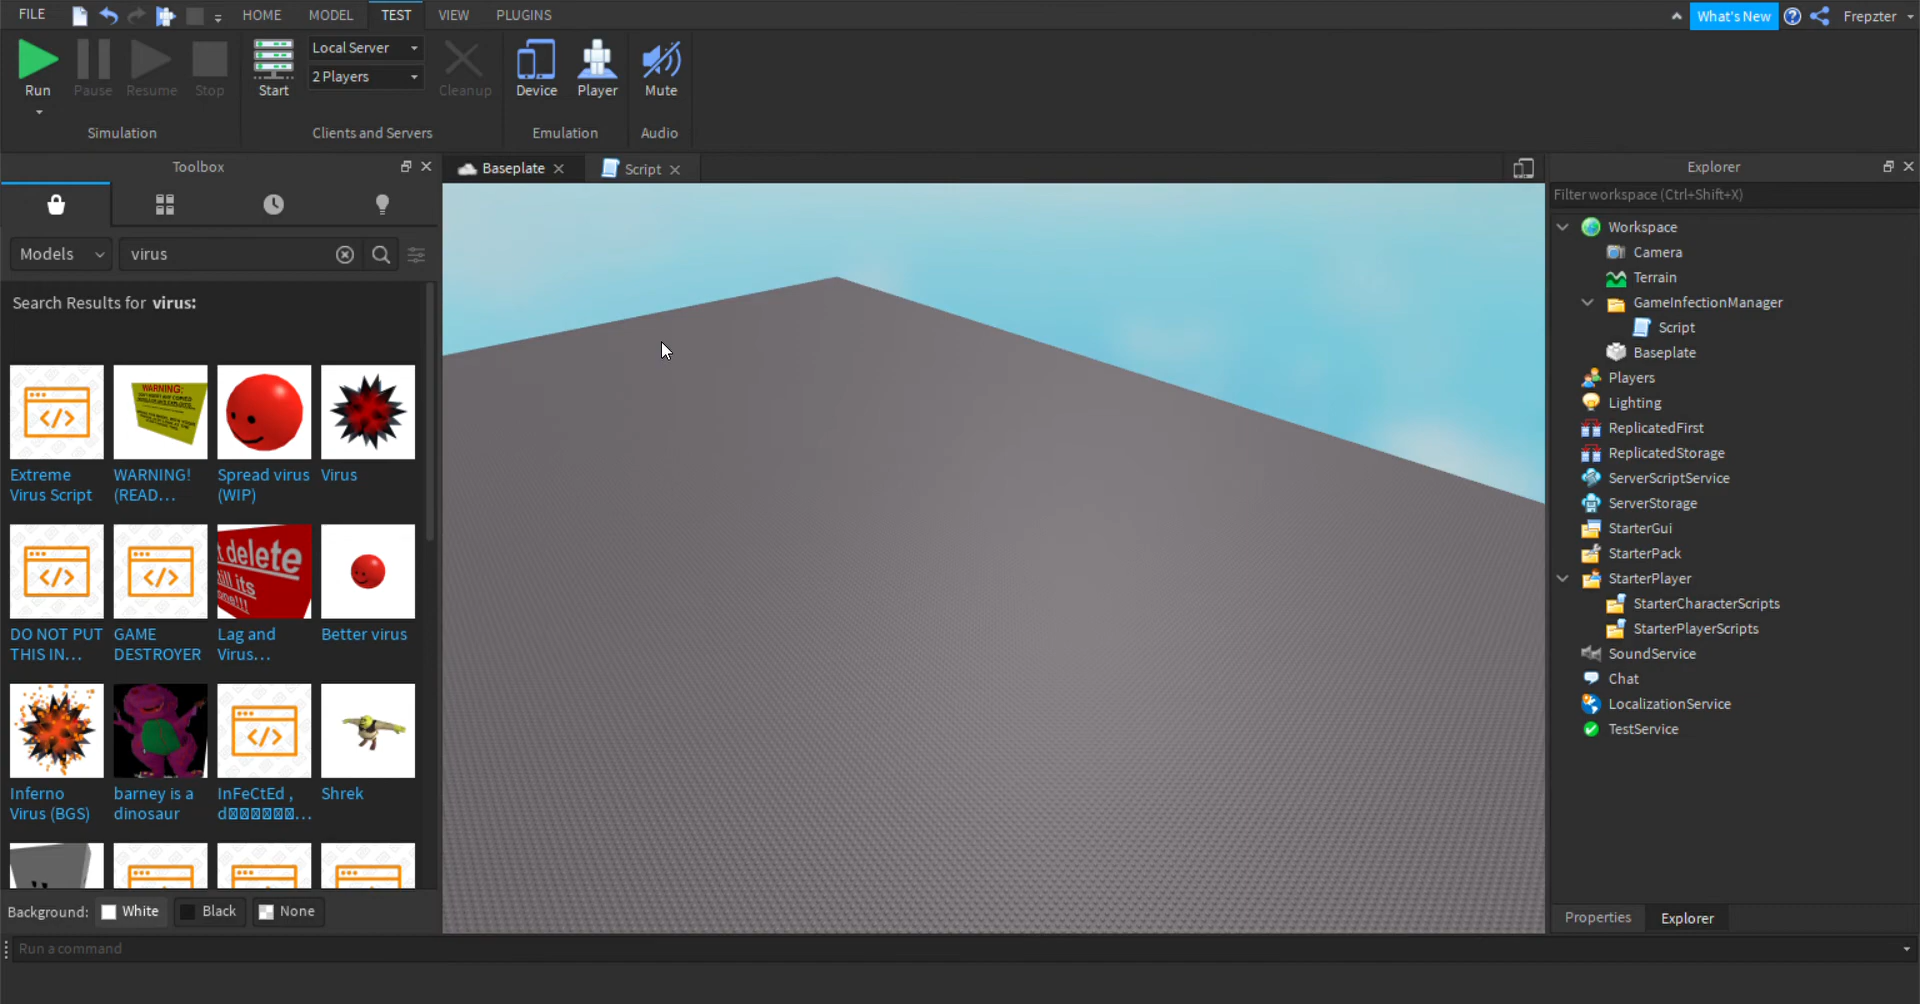 FILE HOME MODEL TEST VIEW PLUGINS What's New Frepzter
Run Pause Resume Stop
Simulation
Start Local Server
2 Players
Cleanup
Clients and Servers
Device Player
Emulation
Mute
Audio
Toolbox
Models virus
Search Results for virus:
Extreme
Virus Script
WARNING:
WARNING!
(READ...
Spread virus
(WIP)
Virus
DO NOT PUT
THIS IN...
GAME
DESTROYER
t delete
till its
Lag and
Virus...
Better virus
Inferno
Virus (BGS)
barney is a
dinosaur
InFeCtEd ,
Shrek
Background: White Black None
Run a command
Baseplate Script
Explorer
Filter workspace (Ctrl+Shift+X)
Workspace
Camera
Terrain
GameInfectionManager
Script
Baseplate
Players
Lighting
ReplicatedFirst
ReplicatedStorage
ServerScriptService
ServerStorage
StarterGui
StarterPack
StarterPlayer
StarterCharacterScripts
StarterPlayerScripts
SoundService
Chat
LocalizationService
TestService
Properties Explorer